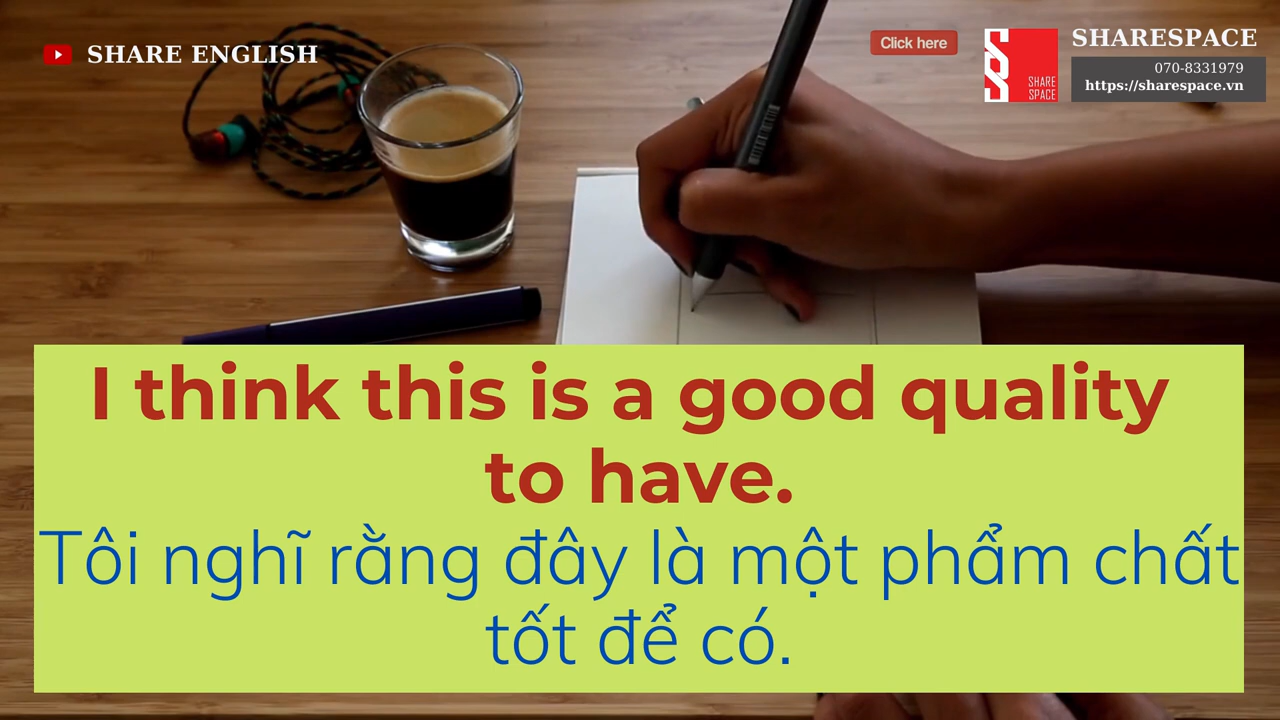 SHARE ENGLISH
Click here
SHARE
SPACE
SHARESPACE
070-8331979
https://sharespace.vn
I think this is a good quality
to have.
Tôi nghĩ rằng đây là một phẩm chất
tốt để có.